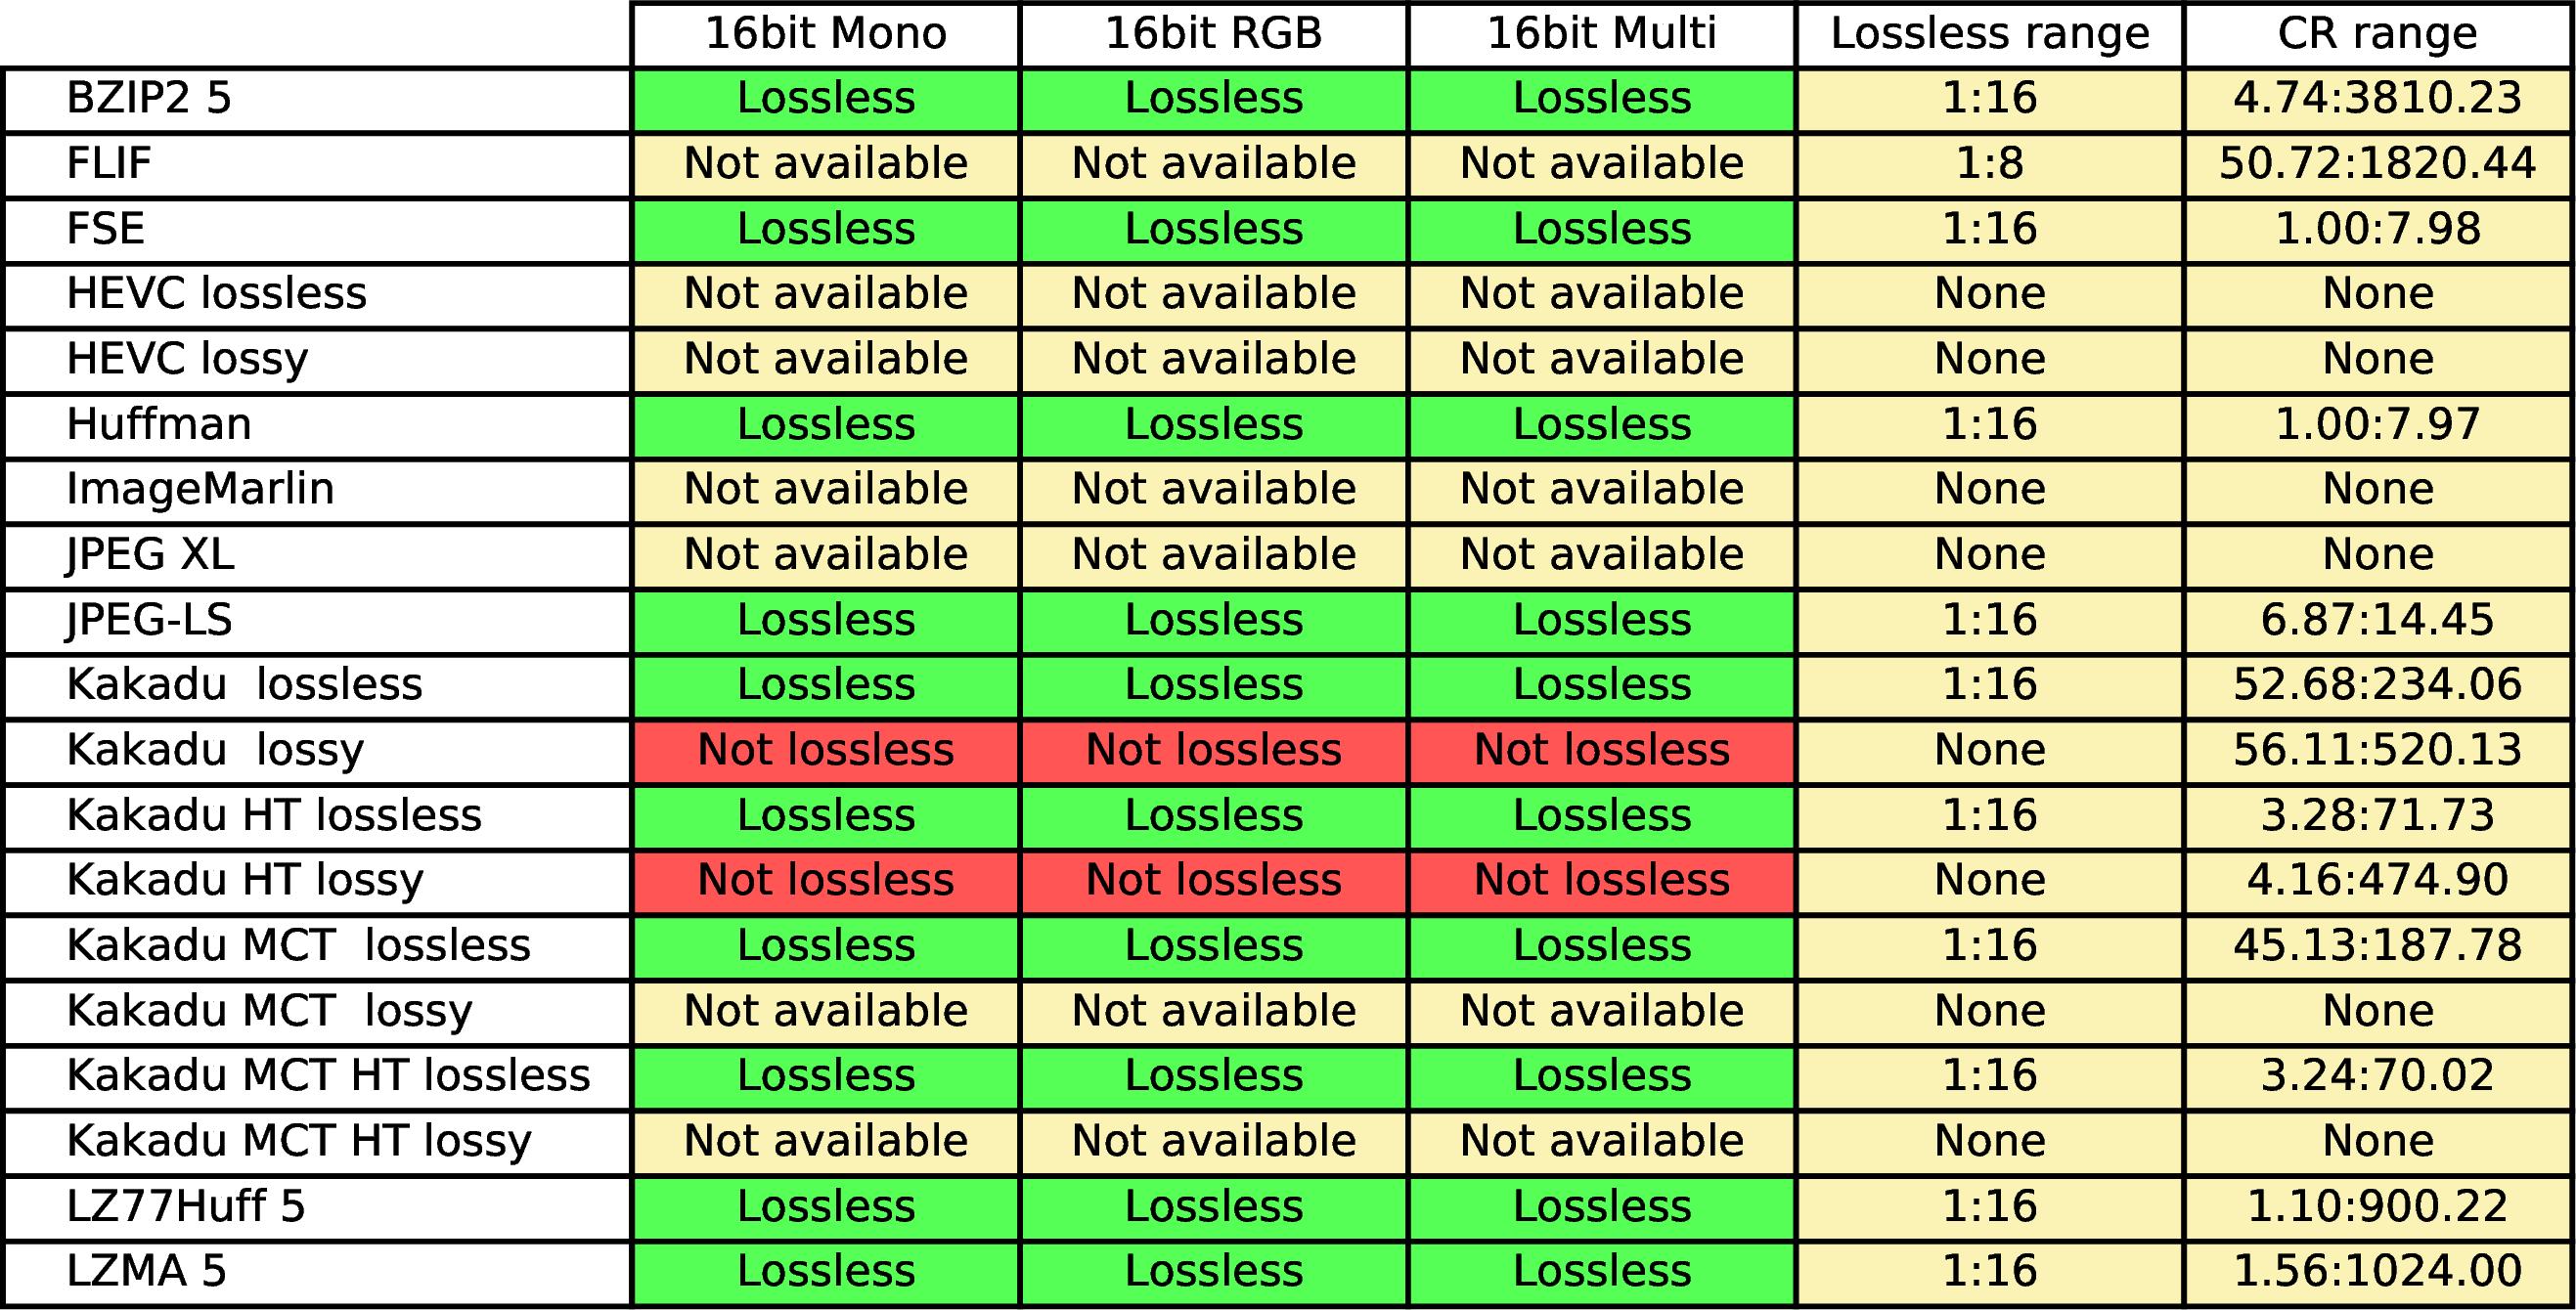 16bit Mono 16bit RGB 16bit Multi Lossless range CR range
BZIP2 5 Lossless Lossless Lossless 1:16 4.74:3810.23
FLIF Not available Not available Not available 1:8 50.72:1820.44
FSE Lossless Lossless Lossless 1:16 1.00:7.98
HEVC lossless Not available Not available Not available None None
HEVC lossy Not available Not available Not available None None
Huffman Lossless Lossless Lossless 1:16 1.00:7.97
ImageMarlin Not available Not available Not available None None
JPEG XL Not available Not available Not available None None
JPEG-LS Lossless Lossless Lossless 1:16 6.87:14.45
Kakadu lossless Lossless Lossless Lossless 1:16 52.68:234.06
Kakadu lossy Not lossless Not lossless Not lossless None 56.11:520.13
Kakadu HT lossless Lossless Lossless Lossless 1:16 3.28:71.73
Kakadu HT lossy Not lossless Not lossless Not lossless None 4.16:474.90
Kakadu MCT lossless Lossless Lossless Lossless 1:16 45.13:187.78
Kakadu MCT lossy Not available Not available Not available None None
Kakadu MCT HT lossless Lossless Lossless Lossless 1:16 3.24:70.02
Kakadu MCT HT lossy Not available Not available Not available None None
LZ77Huff 5 Lossless Lossless Lossless 1:16 1.10:900.22
LZMA 5 Lossless Lossless Lossless 1:16 1.56:1024.00